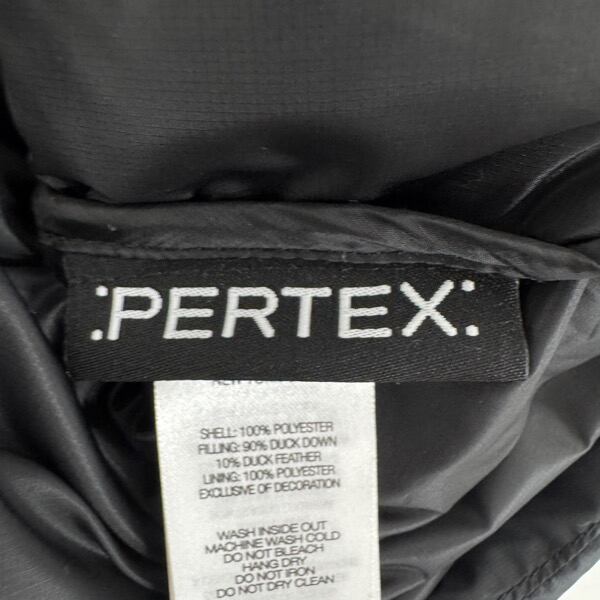 :PERTEX:
SHELL: 100% POLYESTER
FILLING: 90% DUCK DOWN
10% DUCK FEATHER
LINING: 100% POLYESTER
EXCLUSIVE OF DECORATION
WASH INSIDE OUT
MACHINE WASH COLD
DO NOT BLEACH
HANG DRY
DO NOT IRON
DO NOT DRY CLEAN